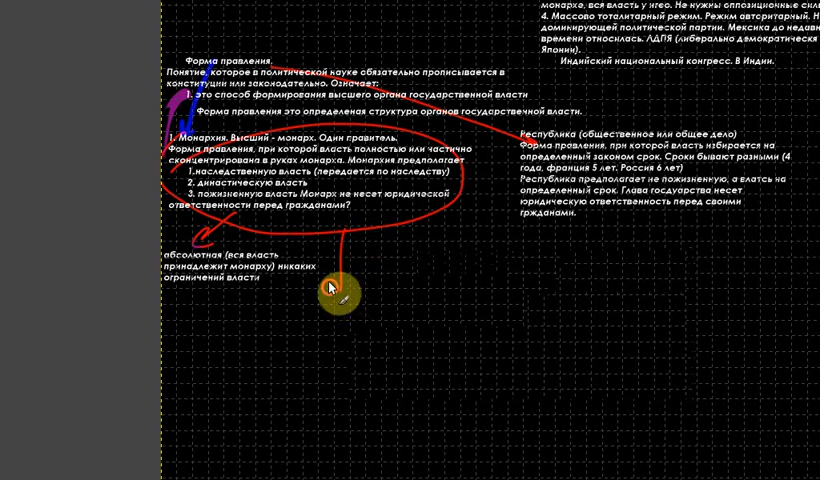 монархе, вся власть у него. Не нужны оппозиционные сил
4. Массово тоталитарный режим. Режим авторитарный. Н
доминирующей политической партии. Мексика до недавн
времени относилась. ЛДПЯ (либерально демократическя
Японии).
Индийский национальный конгресс. В Индии.
Форма правления.
Понятие, которое в политической науке обязательно прописывается в
конституции или законодательно. Означает:
1. это способ формирования высшего органа государственной власти
Форма правления это определенная структура органов государственной власти.
1. Монархия. Высший - монарх. Один правитель.
Форма правления, при которой власть полностью или частично
сконцентрирована в руках монарха. Монархия предполагает
1.наследственную власть (передается по наследству)
2. династическую власть
3. пожизненную власть Монарх не несет юридической
ответственности перед гражданами?
Республика (общественное или общее дело)
Форма правления, при которой власть избирается на
определенный законом срок. Сроки бывают разными (4
года, франция 5 лет, Россия 6 лет)
Республика предполагает не пожизненную, а влатсь на
определенный срок. Глава госдуарства несет
юридическую ответственность перед своими
гржданами.
абсолютная (вся власть
принадлежит монарху) никаких
ограничений власти